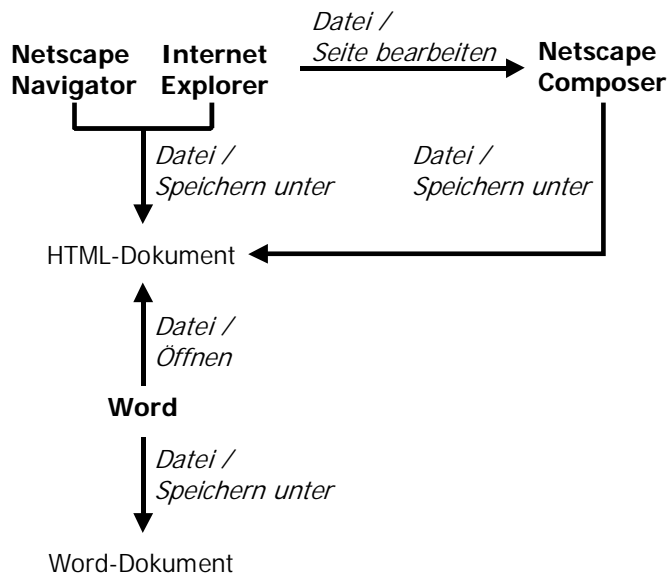 Datei /
Seite bearbeiten
Netscape
Navigator
Internet
Explorer
Netscape
Composer
Datei /
Speichern unter
Datei /
Speichern unter
HTML-Dokument
Datei /
Öffnen
Word
Datei /
Speichern unter
Word-Dokument